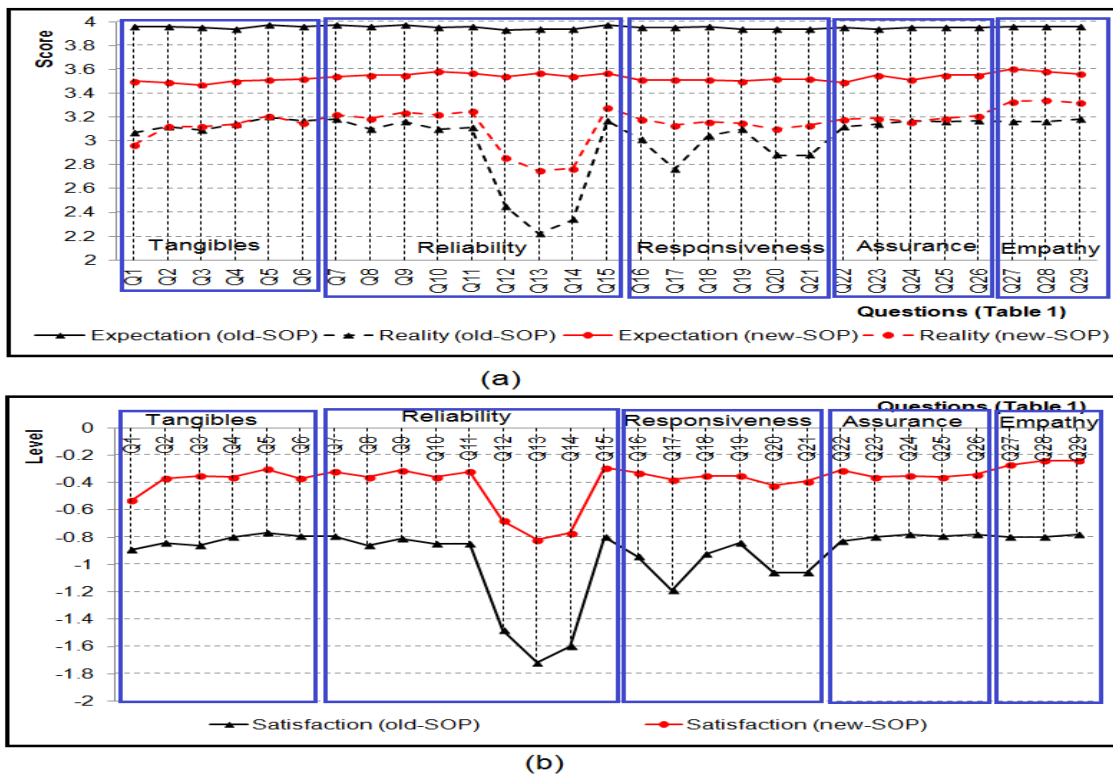 Score
4
3.8
3.6
3.4
3.2
3
2.8
2.6
2.4
2.2
2
Tangibles Reliability Responsiveness Assurance Empathy
Q1 Q2 Q3 Q4 Q5 Q6 Q7 Q8 Q9 Q10 Q11 Q12 Q13 Q14 Q15 Q16 Q17 Q18 Q19 Q20 Q21 Q22 Q23 Q24 Q25 Q26 Q27 Q28 Q29
Questions (Table 1)
Expectation (old-SOP) Reality (old-SOP) Expectation (new-SOP) Reality (new-SOP)
(a)
Questions (Table 1)
Tangibles Reliability Responsiveness Assurance Empathy
Level
0
-0.2
-0.4
-0.6
-0.8
-1
-1.2
-1.4
-1.6
-1.8
-2
Q1 Q2 Q3 Q4 Q5 Q6 Q7 Q8 Q9 Q10 Q11 Q12 Q13 Q14 Q15 Q16 Q17 Q18 Q19 Q20 Q21 Q22 Q23 Q24 Q25 Q26 Q27 Q28 Q29
Satisfaction (old-SOP) Satisfaction (new-SOP)
(b)